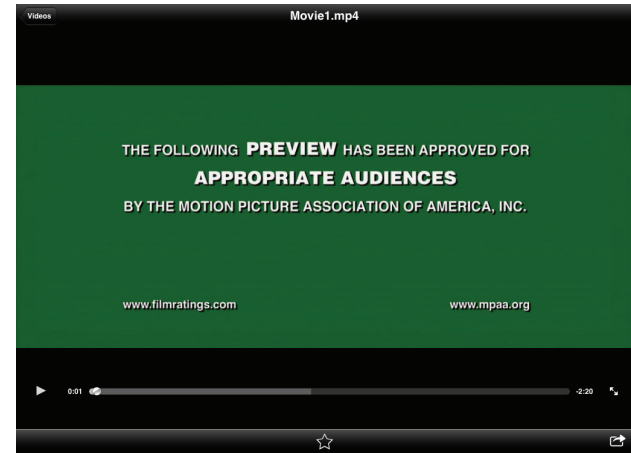 Videos
Movie1.mp4
THE FOLLOWING PREVIEW HAS BEEN APPROVED FOR
APPROPRIATE AUDIENCES
BY THE MOTION PICTURE ASSOCIATION OF AMERICA, INC.
www.filmratings.com
www.mpaa.org
0:01
-2:20